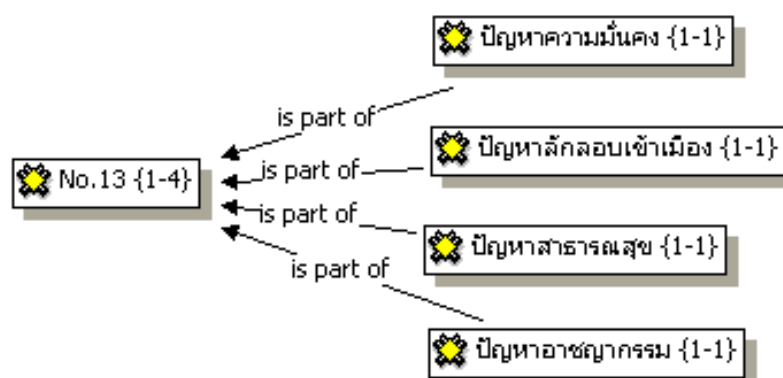 ปัญหาความมั่นคง {1-1}
is part of
ปัญหาลักลอบเข้าเมือง {1-1}
is part of
No.13 {1-4}
is part of
ปัญหาสาธารณสุข {1-1}
is part of
ปัญหาอาชญากรรม {1-1}